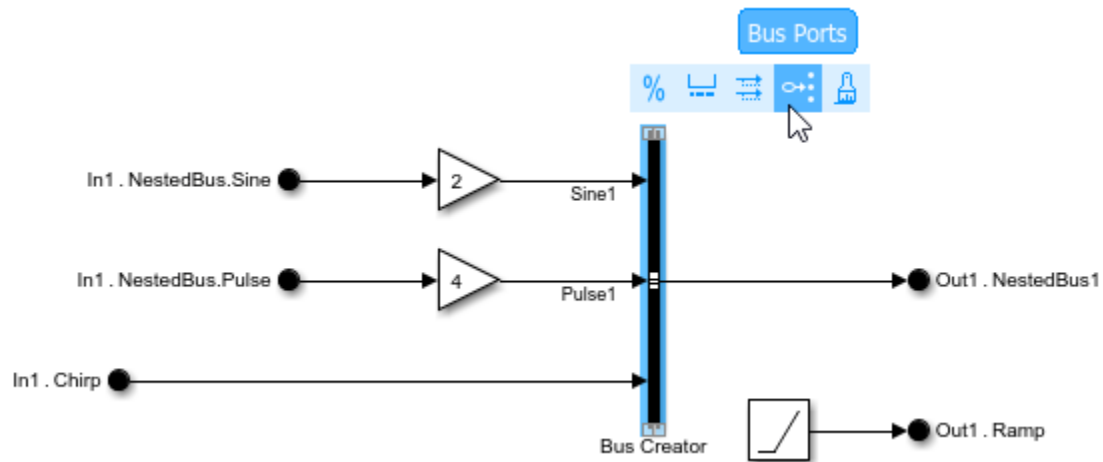 Bus Ports
%
In1 . NestedBus.Sine
2
Sine1
In1 . NestedBus.Pulse
4
Pulse1
Out1 . NestedBus1
In1 . Chirp
Bus Creator
Out1 . Ramp